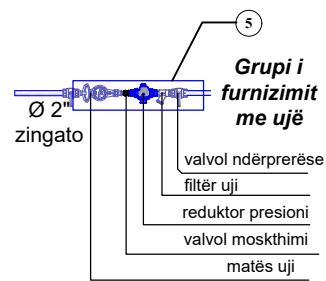 5
Grupi i
furnizimit
me ujë
Ø 2"
zingato
valvol ndërprerëse
filtër uji
reduktor presioni
valvol moskthimi
matës uji